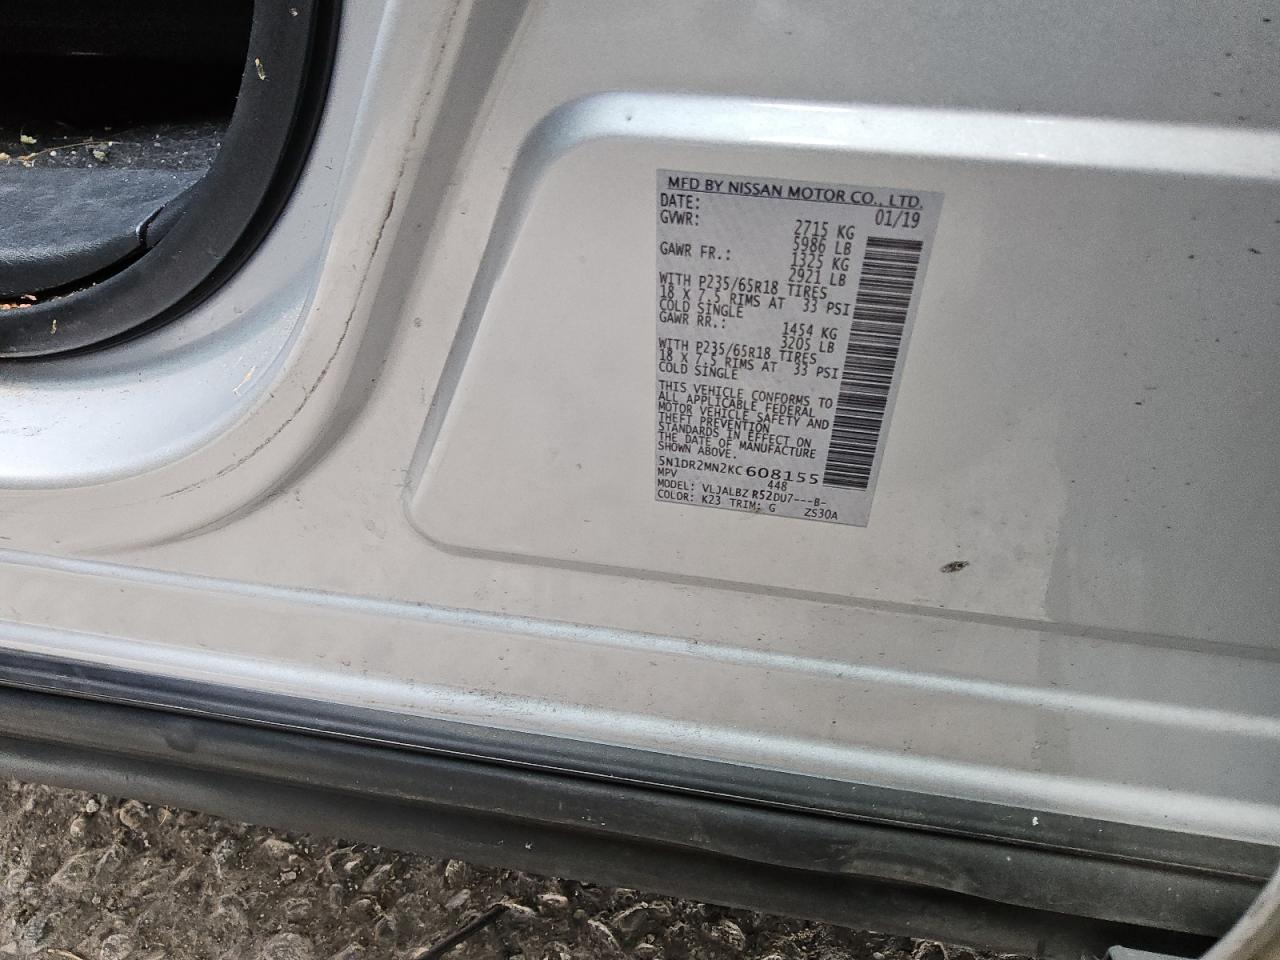 MFD BY NISSAN MOTOR CO., LTD.
DATE: 01/19
GVWR: 2715 KG
5986 LB
GAWR FR.: 1325 KG
2921 LB
WITH P235/65R18 TIRES
18 X 7.5 RIMS AT 33 PSI
COLD SINGLE
GAWR RR.: 1454 KG
3205 LB
WITH P235/65R18 TIRES
18 X 7.5 RIMS AT 33 PSI
COLD SINGLE
THIS VEHICLE CONFORMS TO
ALL APPLICABLE FEDERAL
MOTOR VEHICLE SAFETY AND
THEFT PREVENTION
STANDARDS IN EFFECT ON
THE DATE OF MANUFACTURE
SHOWN ABOVE.
5N1DR2MN2KC608155
MPV 448
MODEL: VLJALBZ R52DU7---B-
COLOR: K23 TRIM: G ZS30A